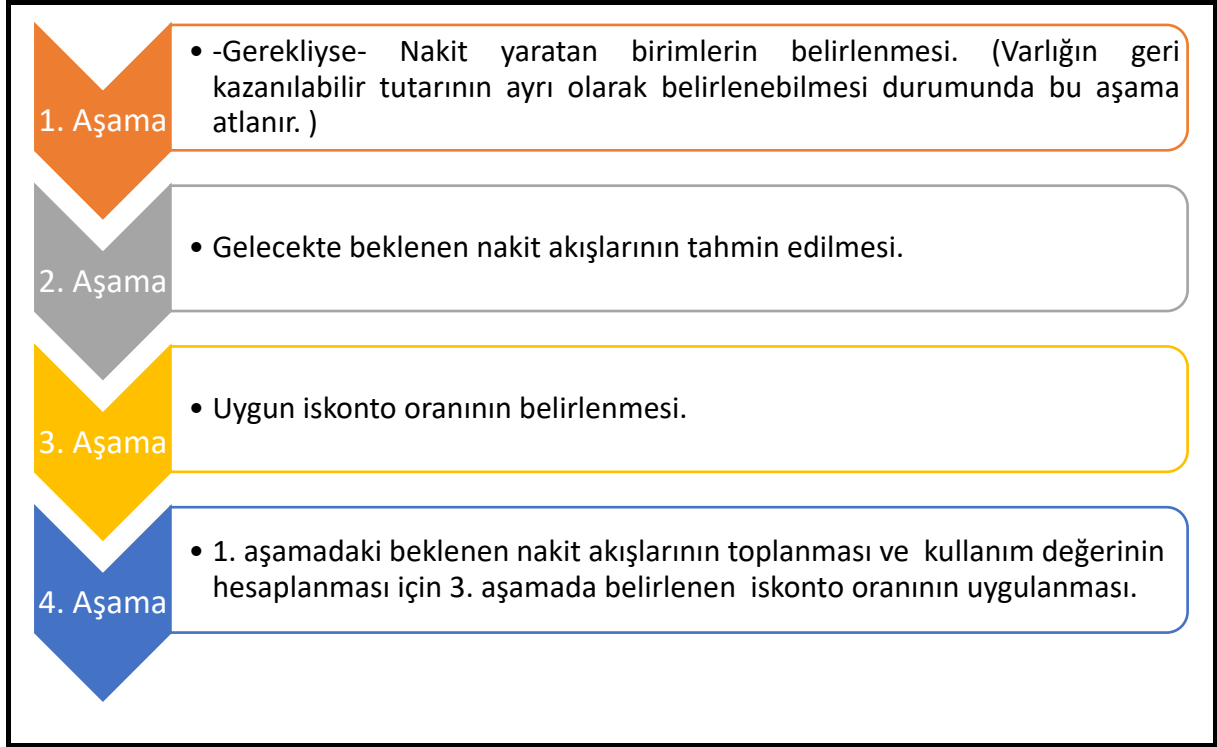 1. Aşama
• -Gerekliyse- Nakit yaratan birimlerin belirlenmesi. (Varlığın geri
kazanılabilir tutarının ayrı olarak belirlenebilmesi durumunda bu aşama
atlanır. )
2. Aşama
• Gelecekte beklenen nakit akışlarının tahmin edilmesi.
3. Aşama
• Uygun iskonto oranının belirlenmesi.
4. Aşama
• 1. aşamadaki beklenen nakit akışlarının toplanması ve kullanım değerinin
hesaplanması için 3. aşamada belirlenen iskonto oranının uygulanması.